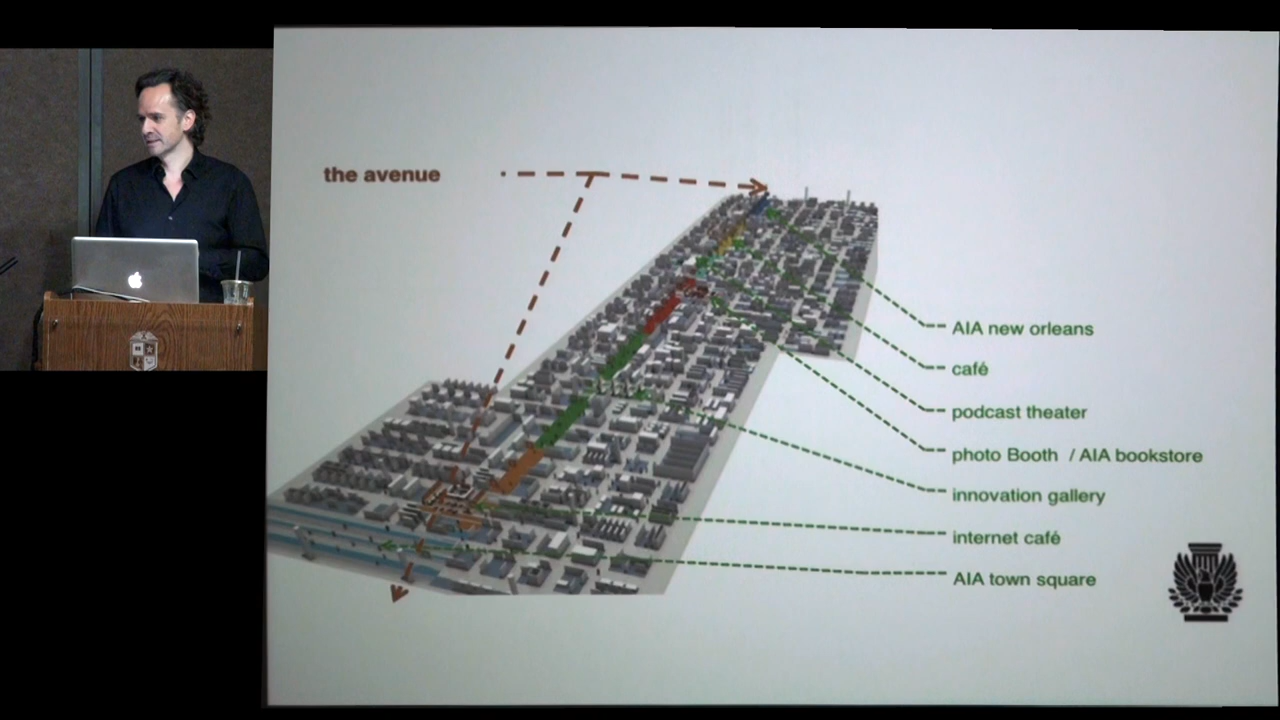 the avenue
AIA new orleans
café
podcast theater
photo Booth / AIA bookstore
innovation gallery
internet café
AIA town square